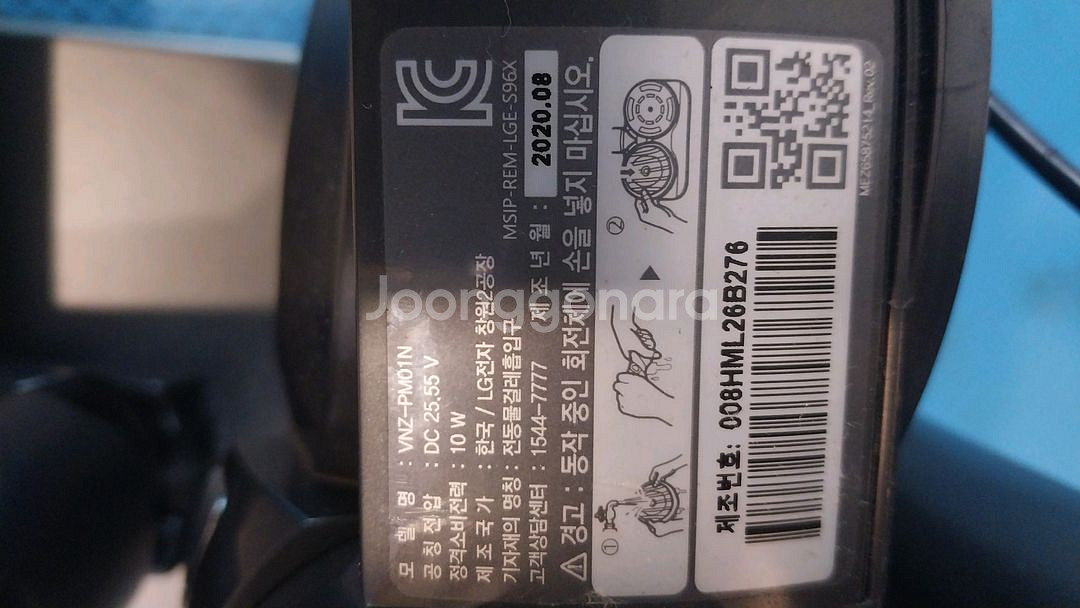 모 델 명 : VNZ-PM01N
공칭전압 : DC 25.55 V
정격소비전력 : 10 W
제 조 국 가 : 한국 / LG전자 창원2공장
기자재의 명칭 : 전동물걸레흡입구
MSIP-REM-LGE-S96X
고객상담센터 : 1544-7777 제 조 년 월 : 2020.08
경고 : 동작 중인 회전체에 손을 넣지 마십시오.
①
②
제조번호: 008HML26B276
MEZ65875214_Rev.02
Joonggonara